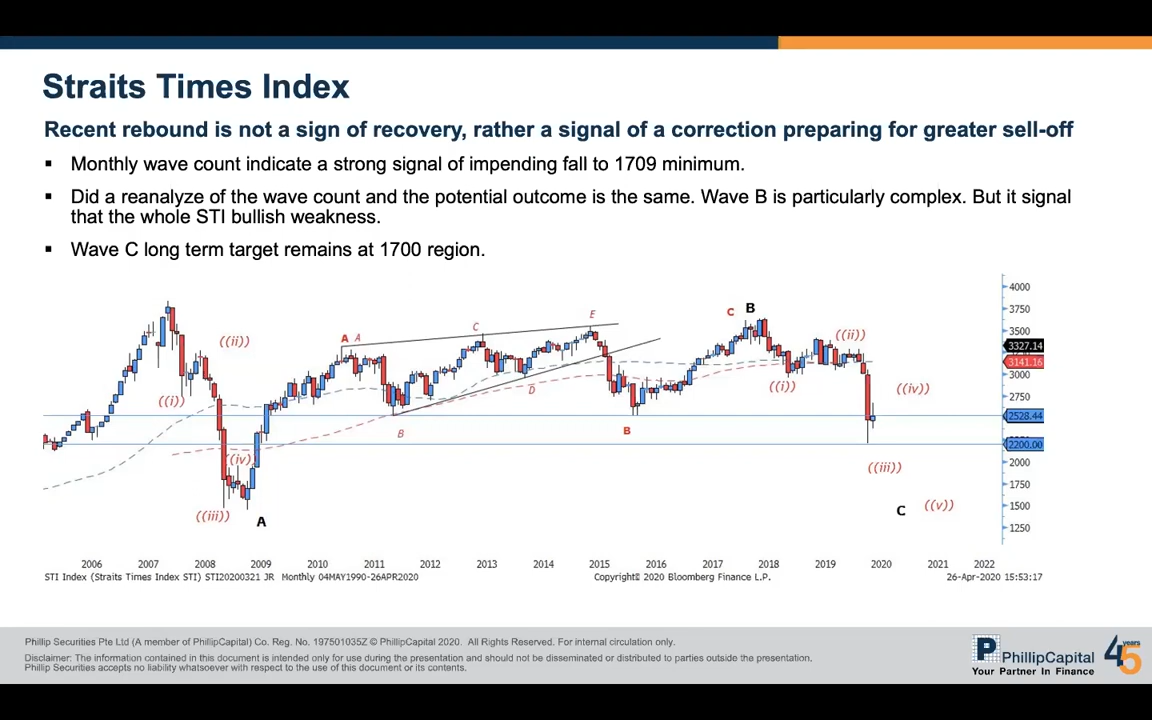 Straits Times Index
Recent rebound is not a sign of recovery, rather a signal of a correction preparing for greater sell-off
▪ Monthly wave count indicate a strong signal of impending fall to 1709 minimum.
▪ Did a reanalyze of the wave count and the potential outcome is the same. Wave B is particularly complex. But it signal
that the whole STI bullish weakness.
▪ Wave C long term target remains at 1700 region.
4000
3750
3500
3327.14
3141.16
3000
2750
2528.44
2200.00
2000
1750
1500
1250
((i))
((ii))
((iii))
((iv))
A
A A
B
C
D
E
B
C B
((i))
((ii))
((iii))
((iv))
C ((v))
2006 2007 2008 2009 2010 2011 2012 2013 2014 2015 2016 2017 2018 2019 2020 2021 2022
STI Index (Straits Times Index STI) STI20200321 JR Monthly 04MAY1990-26APR2020 Copyright© 2020 Bloomberg Finance L.P. 26-Apr-2020 15:53:17
Phillip Securities Pte Ltd (A member of PhillipCapital) Co. Reg. No. 197501035Z © PhillipCapital 2020. All Rights Reserved. For internal circulation only.
Disclaimer: The information contained in this document is intended only for use during the presentation and should not be disseminated or distributed to parties outside the presentation.
Phillip Securities accepts no liability whatsoever with respect to the use of this document or its contents.
P PhillipCapital
Your Partner In Finance
45 years